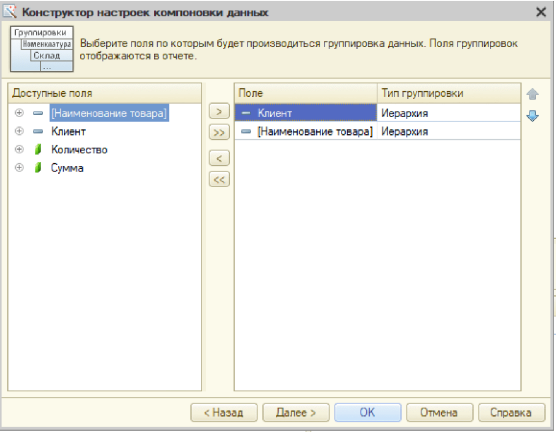 Конструктор настроек компоновки данных
Группировки
Номенклатура
Склад
...
Выберите поля по которым будет производиться группировка данных. Поля группировок
отображаются в отчете.
Доступные поля
[Наименование товара]
Клиент
Количество
Сумма
>
>>
<
<<
Поле Тип группировки
Клиент Иерархия
[Наименование товара] Иерархия
< Назад Далее > OK Отмена Справка